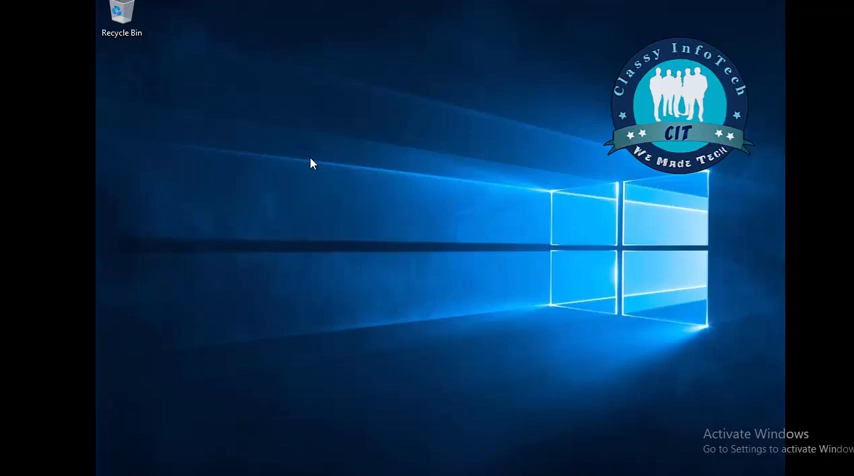 Recycle Bin
Classy InfoTech
CIT
We Made Tech
Activate Windows
Go to Settings to activate Window